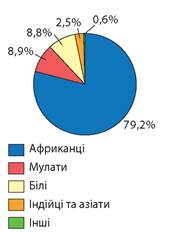 2,5% 0,6%
8,8%
8,9%
79,2%
Африканці
Мулати
Білі
Індійці та азіати
Інші